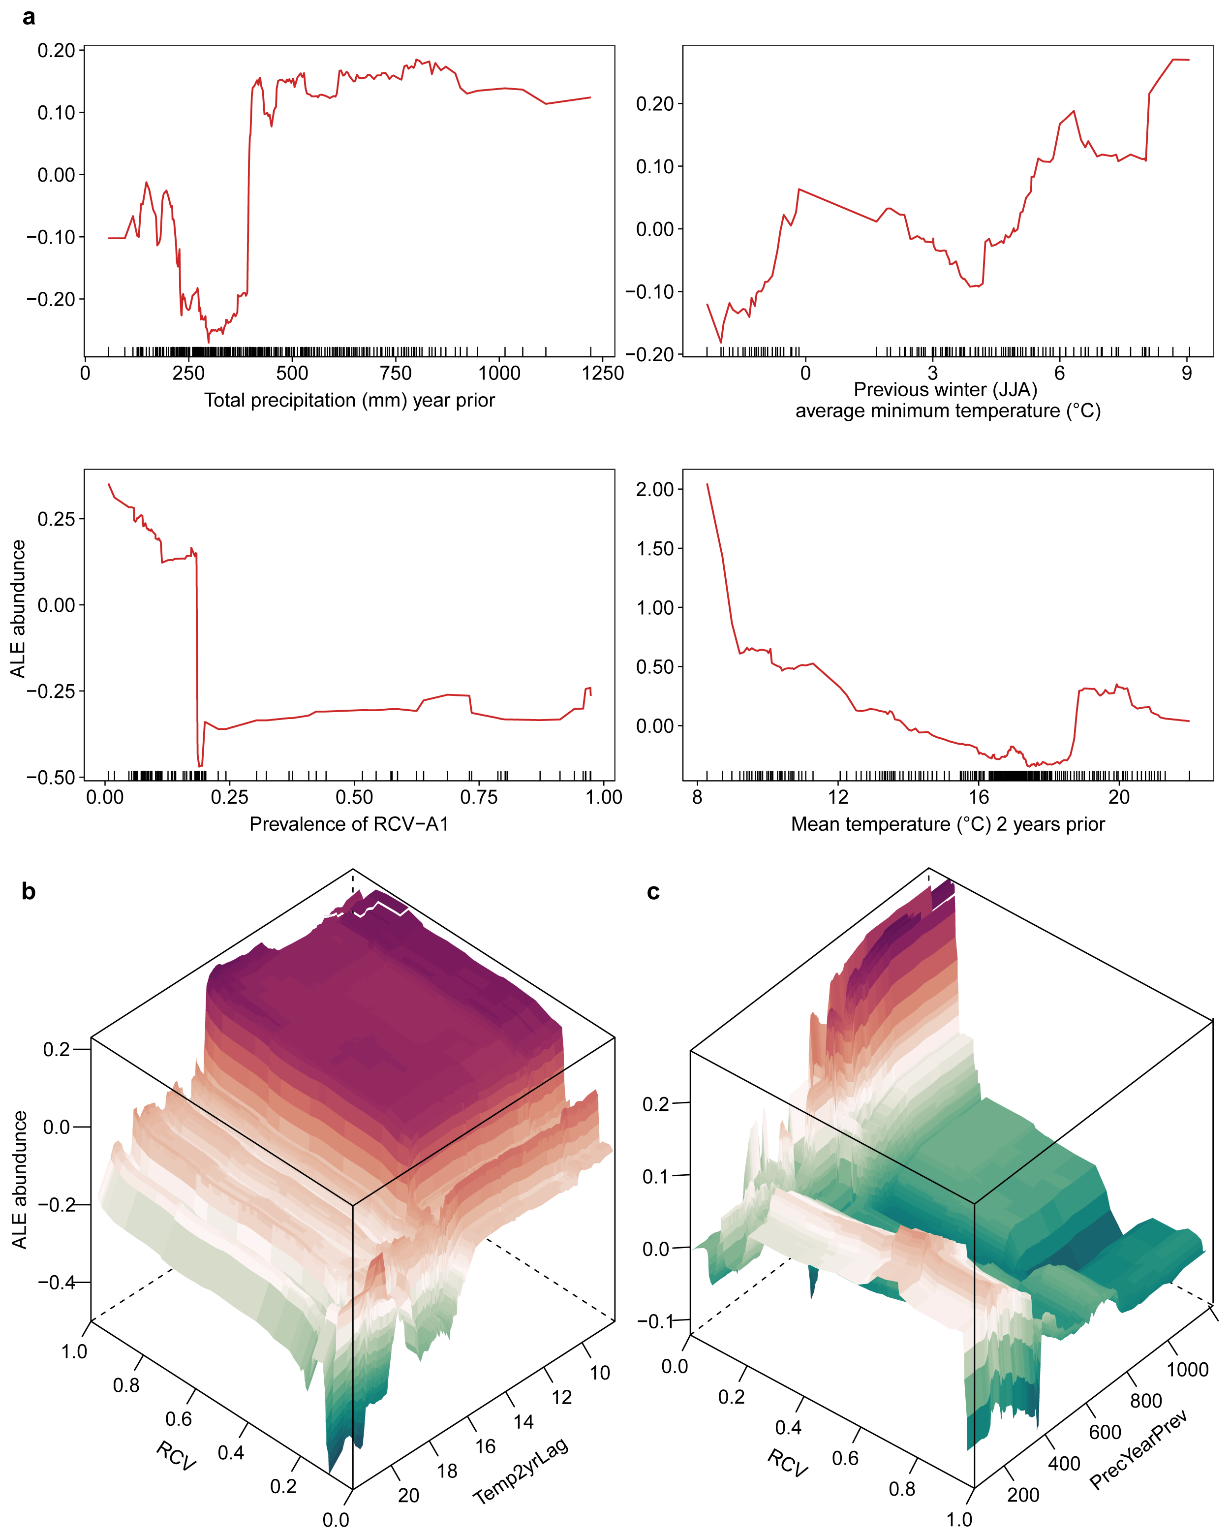 a
0.20
0.10
0.00
−0.10
−0.20
0 250 500 750 1000 1250
Total precipitation (mm) year prior
0.20
0.10
0.00
−0.10
−0.20
0 3 6 9
Previous winter (JJA)
average minimum temperature (°C)
ALE abundunce
0.25
0.00
−0.25
−0.50
0.00 0.25 0.50 0.75 1.00
Prevalence of RCV−A1
2.00
1.50
1.00
0.50
0.00
8 12 16 20
Mean temperature (°C) 2 years prior
b
ALE abundunce
0.2
0.0
−0.2
−0.4
1.0
0.8
0.6
0.4
0.2
0.0
RCV
20
18
16
14
12
10
Temp2yrLag
c
0.2
0.1
0.0
−0.1
0.0
0.2
0.4
0.6
0.8
1.0
RCV
200
400
600
800
1000
PrecYearPrev